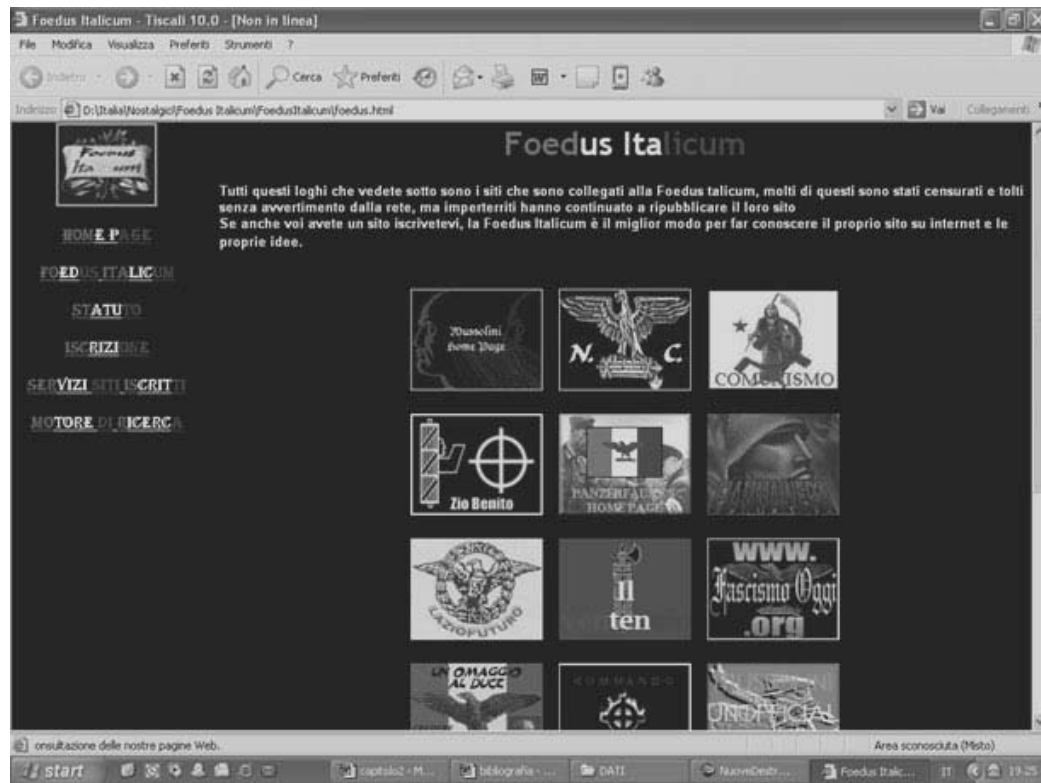 Foedus Italicum - Tiscali 10.0 - [Non in linea]
File Modifica Visualizza Preferiti Strumenti ?
Indietro Cerca Preferiti
Indirizzo D:\Italia\Nostalgici\Foedus Italicum\FoedusItalicum\foedus.html Vai Collegamenti
Foedus Italicum
Tutti questi loghi che vedete sotto sono i siti che sono collegati alla Foedus talicum, molti di questi sono stati censurati e tolti
senza avvertimento dalla rete, ma imperterriti hanno continuato a ripubblicare il loro sito
Se anche voi avete un sito iscrivetevi, la Foedus Italicum è il miglior modo per far conoscere il proprio sito su internet e le
proprie idee.
Foedus
HOME PAGE
FOEDUS ITALICUM
STATUTO
ISCRIZIONE
SERVIZI SITI ISCRITTI
MOTORE DI RICERCA
Mussolini
Home Page
N. C.
COMUNISMO
Zio Benito
PANZERFAUST
HOME PAGE
LAZIOFUTURO
Il
ten
www.
Fascismo Oggi
.org
UN OMAGGIO
AL DUCE
COMMANDO
UNOFFICIAL
onsultazione delle nostre pagine Web. Area sconosciuta (Misto)
start capitolo2 - M... bibliografia - ... DATI NuoveDestr... Foedus Italic... IT 19.25